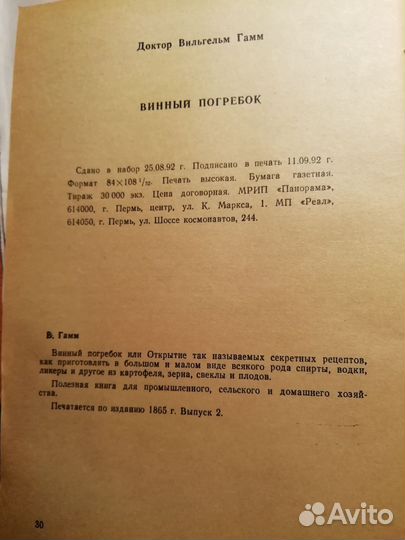 Доктор Вильгельм Гамм
ВИННЫЙ ПОГРЕБОК
Сдано в набор 25.08.92 г. Подписано в печать 11.09.92 г.
Формат 84×108 1/32. Печать высокая. Бумага газетная.
Тираж 30 000 экз. Цена договорная. МРИП «Панорама»,
614000, г. Пермь, центр, ул. К. Маркса, 1. МП «Реал»,
614050, г. Пермь, ул. Шоссе космонавтов, 244.
В. Гамм
Винный погребок или Открытие так называемых секретных рецептов,
как приготовить в большом и малом виде всякого рода спирты, водки,
ликеры и другое из картофеля, зерна, свеклы и плодов.
Полезная книга для промышленного, сельского и домашнего хозяй-
ства.
Печатается по изданию 1865 г. Выпуск 2.
30
Avito